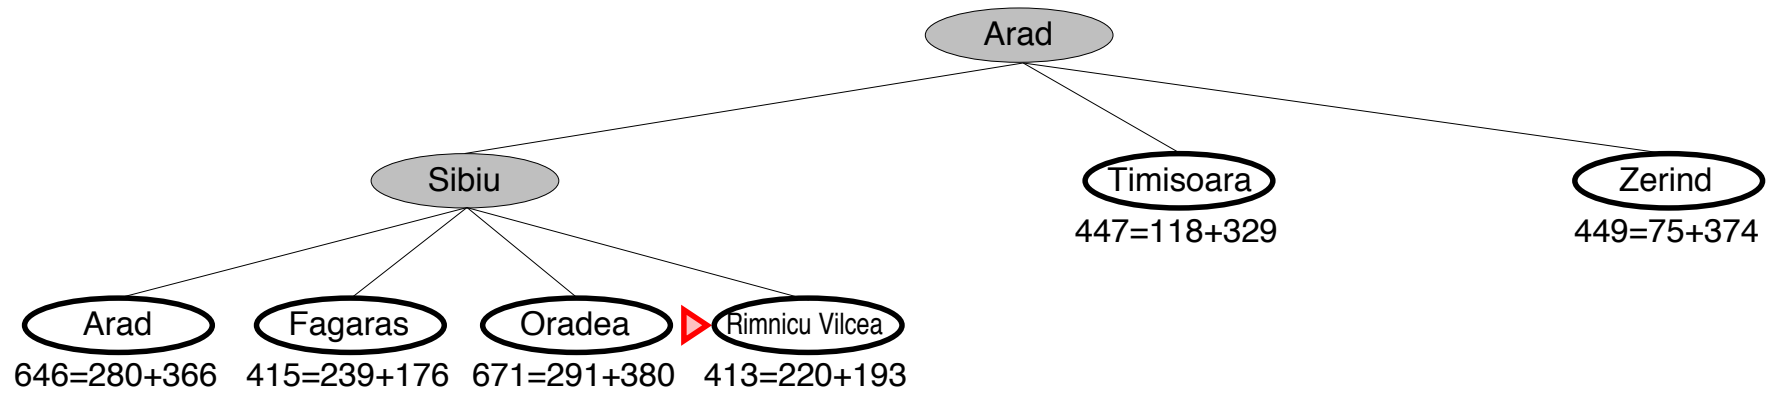 Arad
Sibiu
Timisoara
Zerind
447=118+329
449=75+374
Arad
Fagaras
Oradea
Rimnicu Vilcea
646=280+366
415=239+176
671=291+380
413=220+193